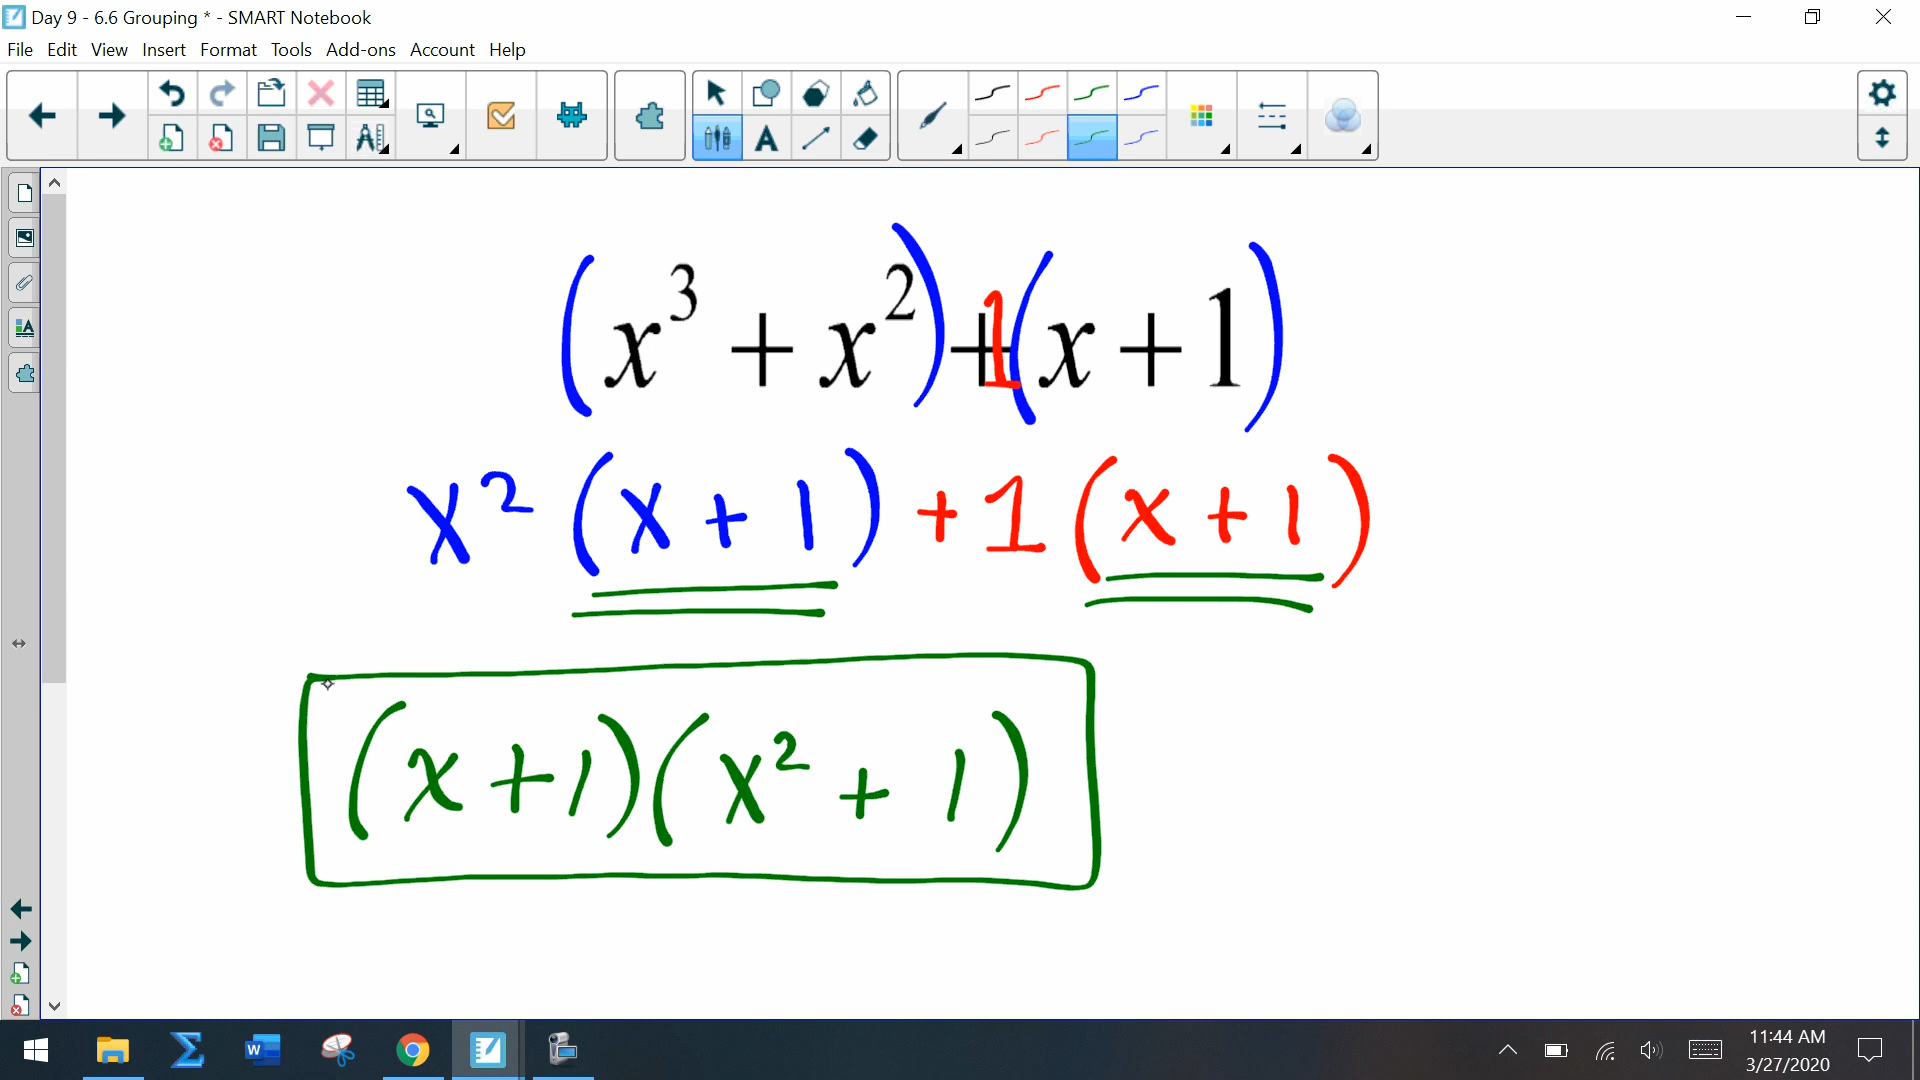 Day 9 - 6.6 Grouping * - SMART Notebook
File Edit View Insert Format Tools Add-ons Account Help
(x³ + x²) + 1(x + 1)
x² (x + 1) + 1 (x + 1)
(x + 1)(x² + 1)
11:44 AM
3/27/2020